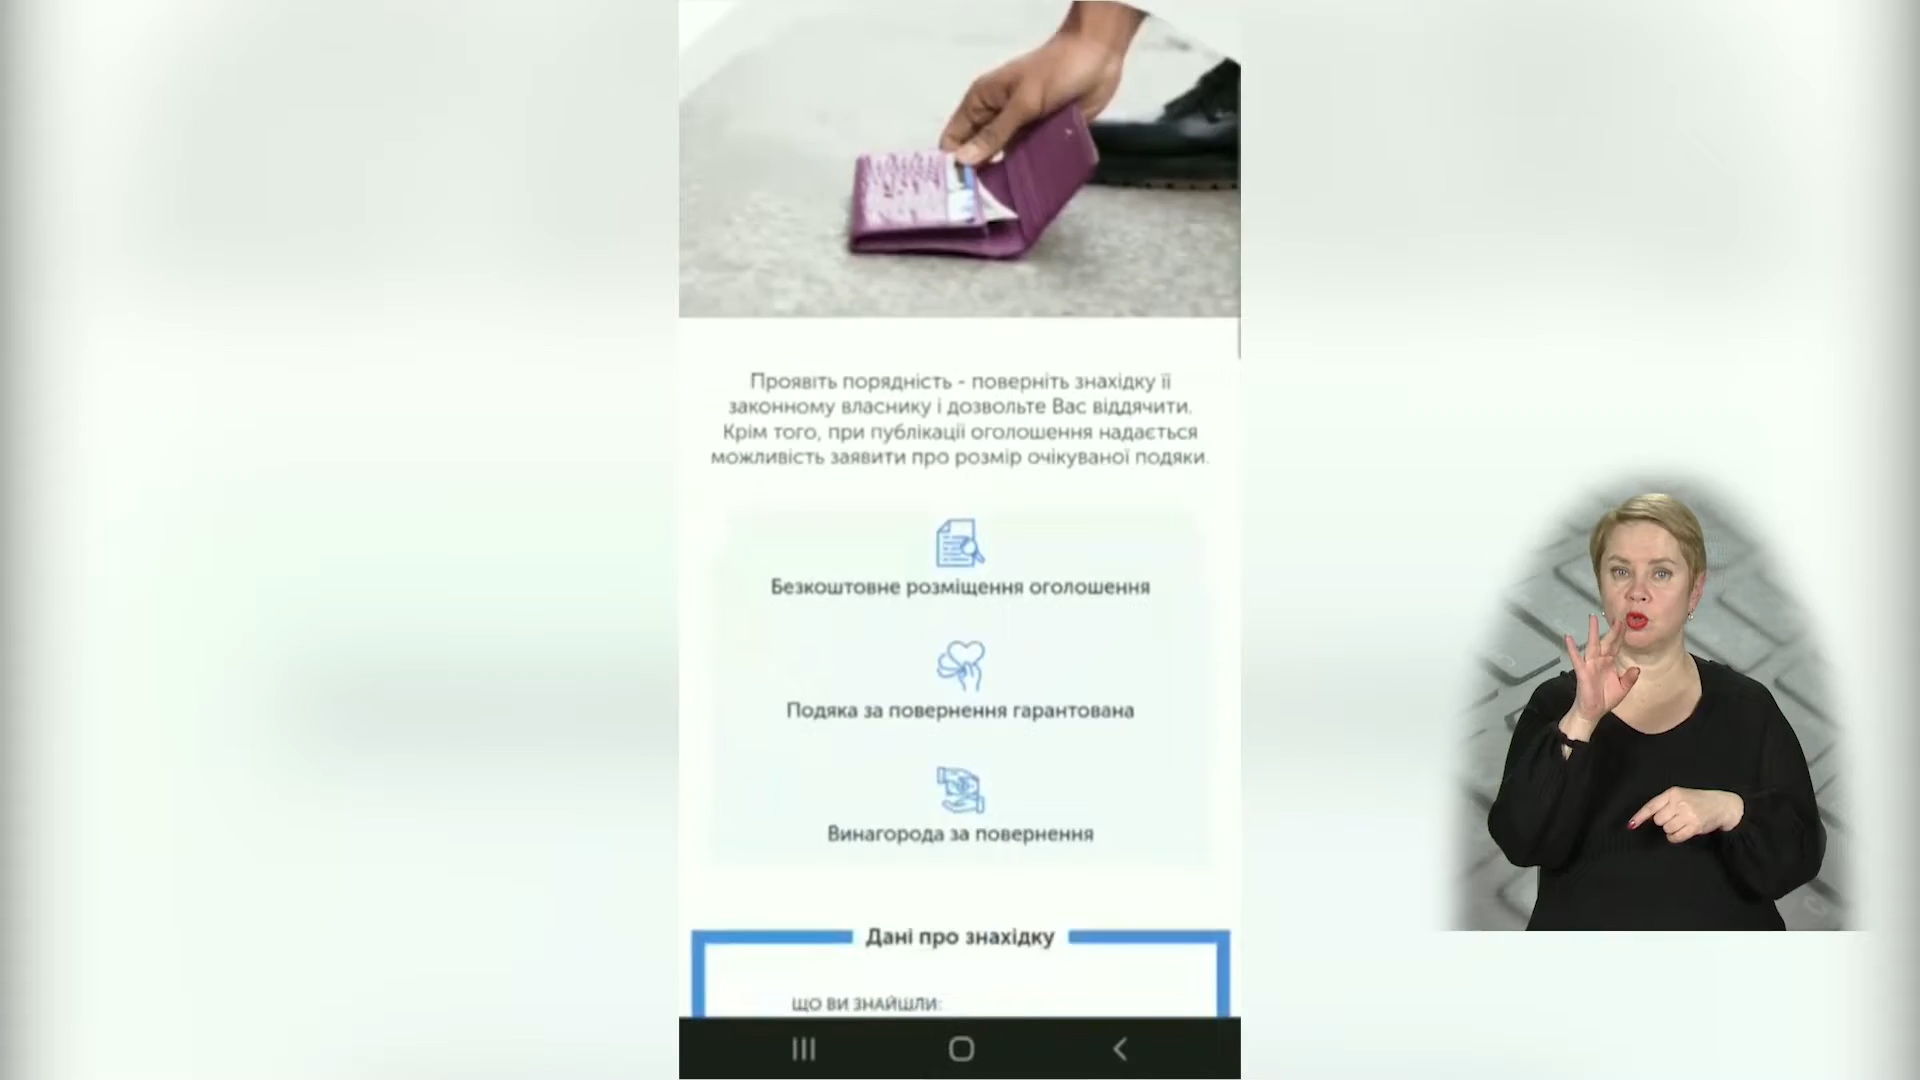 Проявіть порядність - поверніть знахідку її
законному власнику і дозвольте Вас віддячити.
Крім того, при публікації оголошення надається
можливість заявити про розмір очікуваної подяки.
Безкоштовне розміщення оголошення
Подяка за повернення гарантована
Винагорода за повернення
Дані про знахідку
ЩО ВИ ЗНАЙШЛИ: